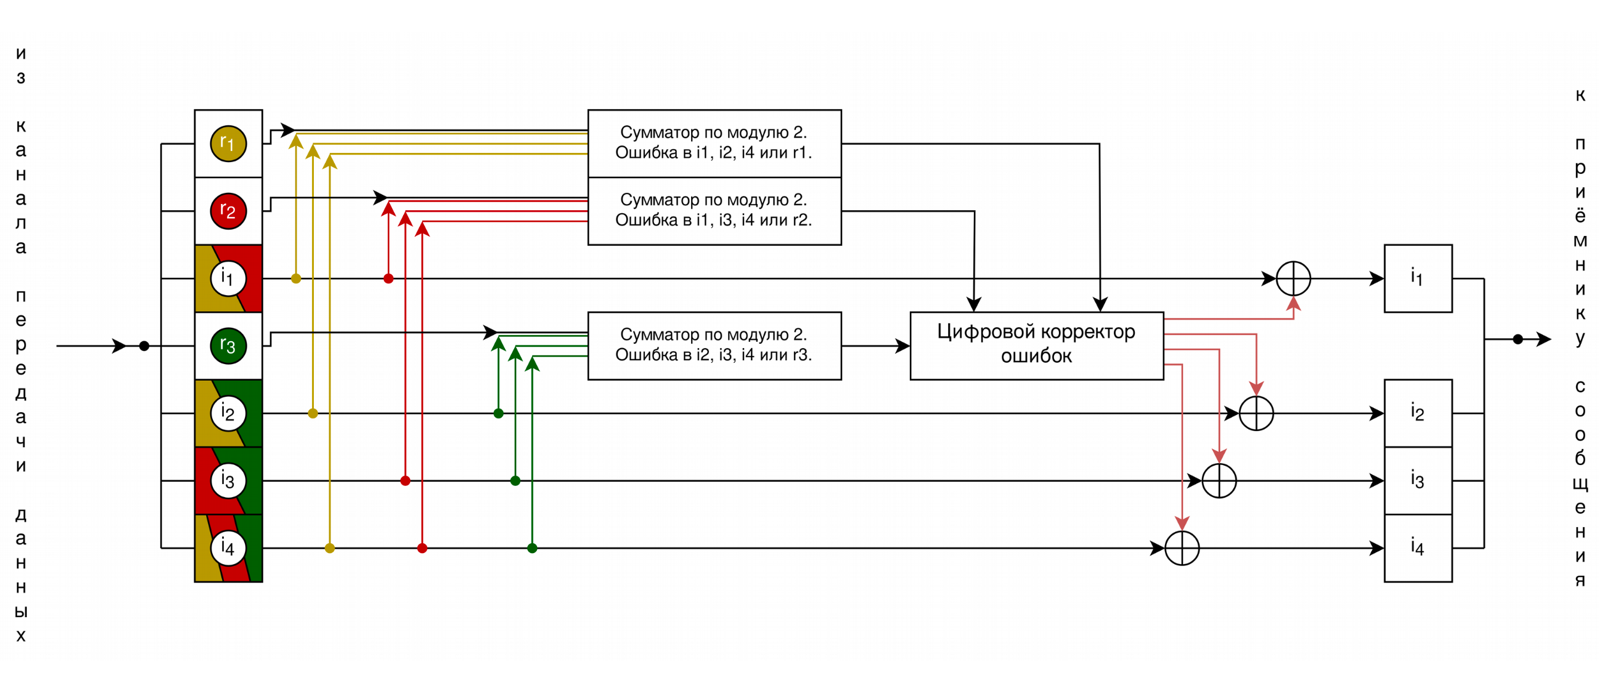 из канала передачи данных
r1
r2
i1
r3
i2
i3
i4
Сумматор по модулю 2.
Ошибка в i1, i2, i4 или r1.
Сумматор по модулю 2.
Ошибка в i1, i3, i4 или r2.
Сумматор по модулю 2.
Ошибка в i2, i3, i4 или r3.
Цифровой корректор
ошибок
i1
i2
i3
i4
к приёмнику сообщения